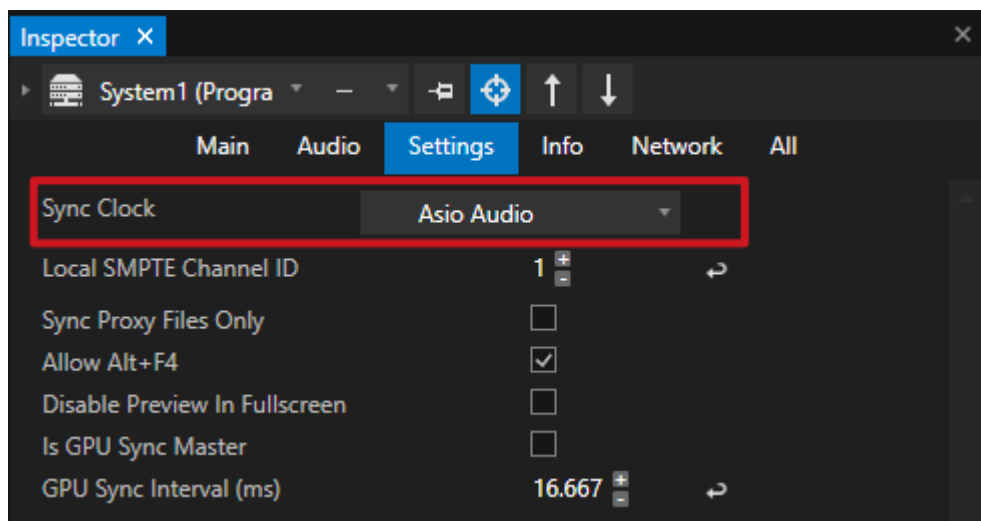 Inspector
System1 (Progra
Main Audio Settings Info Network All
Sync Clock Asio Audio
Local SMPTE Channel ID 1
Sync Proxy Files Only
Allow Alt+F4
Disable Preview In Fullscreen
Is GPU Sync Master
GPU Sync Interval (ms) 16.667